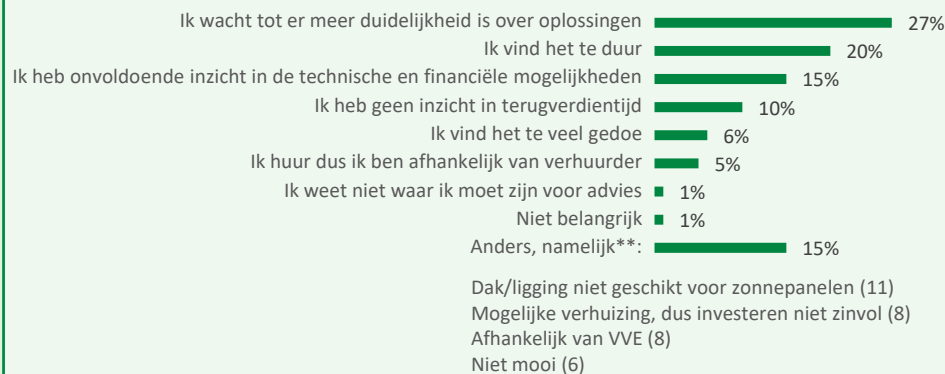 Ik wacht tot er meer duidelijkheid is over oplossingen 27%
Ik vind het te duur 20%
Ik heb onvoldoende inzicht in de technische en financiële mogelijkheden 15%
Ik heb geen inzicht in terugverdientijd 10%
Ik vind het te veel gedoe 6%
Ik huur dus ik ben afhankelijk van verhuurder 5%
Ik weet niet waar ik moet zijn voor advies 1%
Niet belangrijk 1%
Anders, namelijk**: 15%
Dak/ligging niet geschikt voor zonnepanelen (11)
Mogelijke verhuizing, dus investeren niet zinvol (8)
Afhankelijk van VVE (8)
Niet mooi (6)